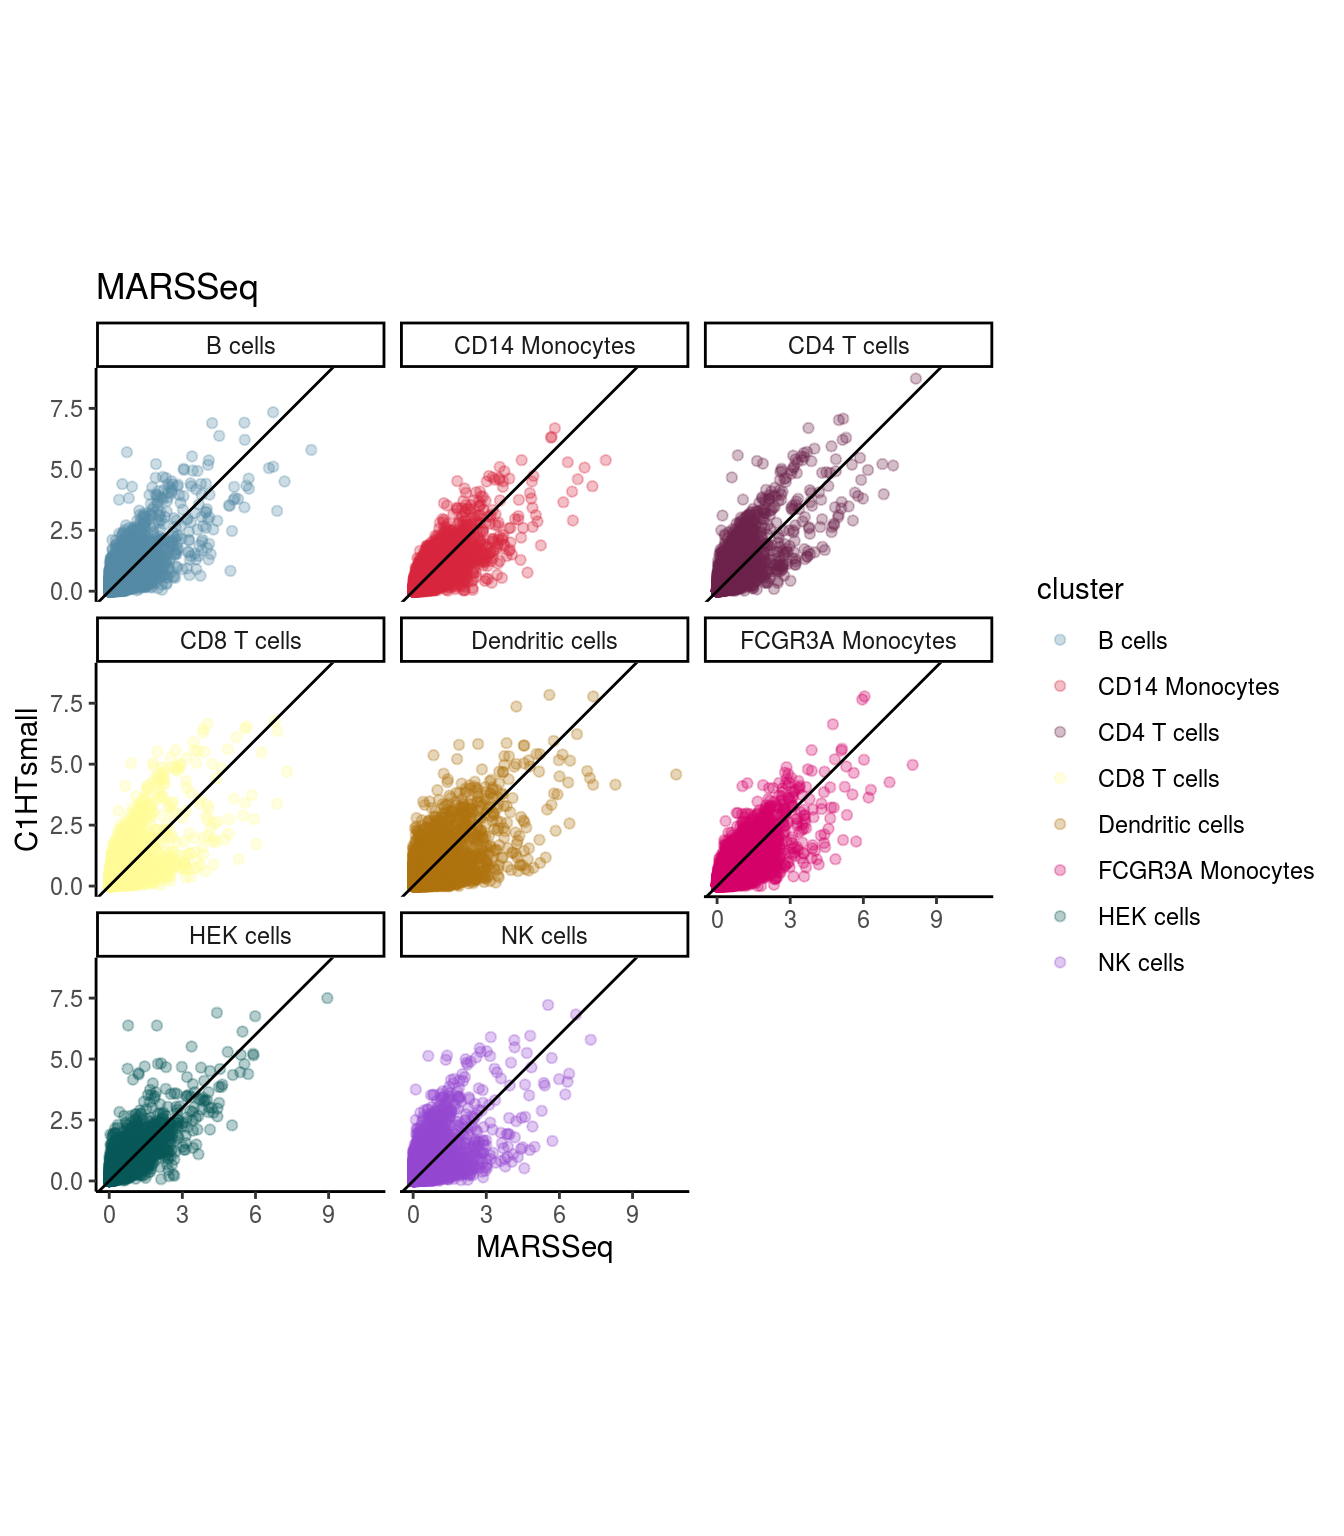 MARSSeq
B cells
CD14 Monocytes
CD4 T cells
7.5
5.0
2.5
0.0
CD8 T cells
Dendritic cells
FCGR3A Monocytes
7.5
5.0
2.5
0.0
0 3 6 9
HEK cells
NK cells
7.5
5.0
2.5
0.0
0 3 6 9
0 3 6 9
MARSSeq
C1HTsmall
cluster
B cells
CD14 Monocytes
CD4 T cells
CD8 T cells
Dendritic cells
FCGR3A Monocytes
HEK cells
NK cells